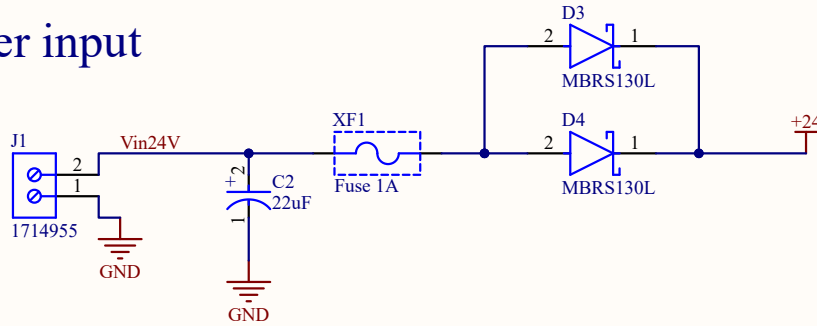 er input
D3
2
1
MBRS130L
J1
Vin24V
XF1
D4
+24
2
1
2
1
+
2
C2
22uF
1
Fuse 1A
MBRS130L
1714955
GND
GND